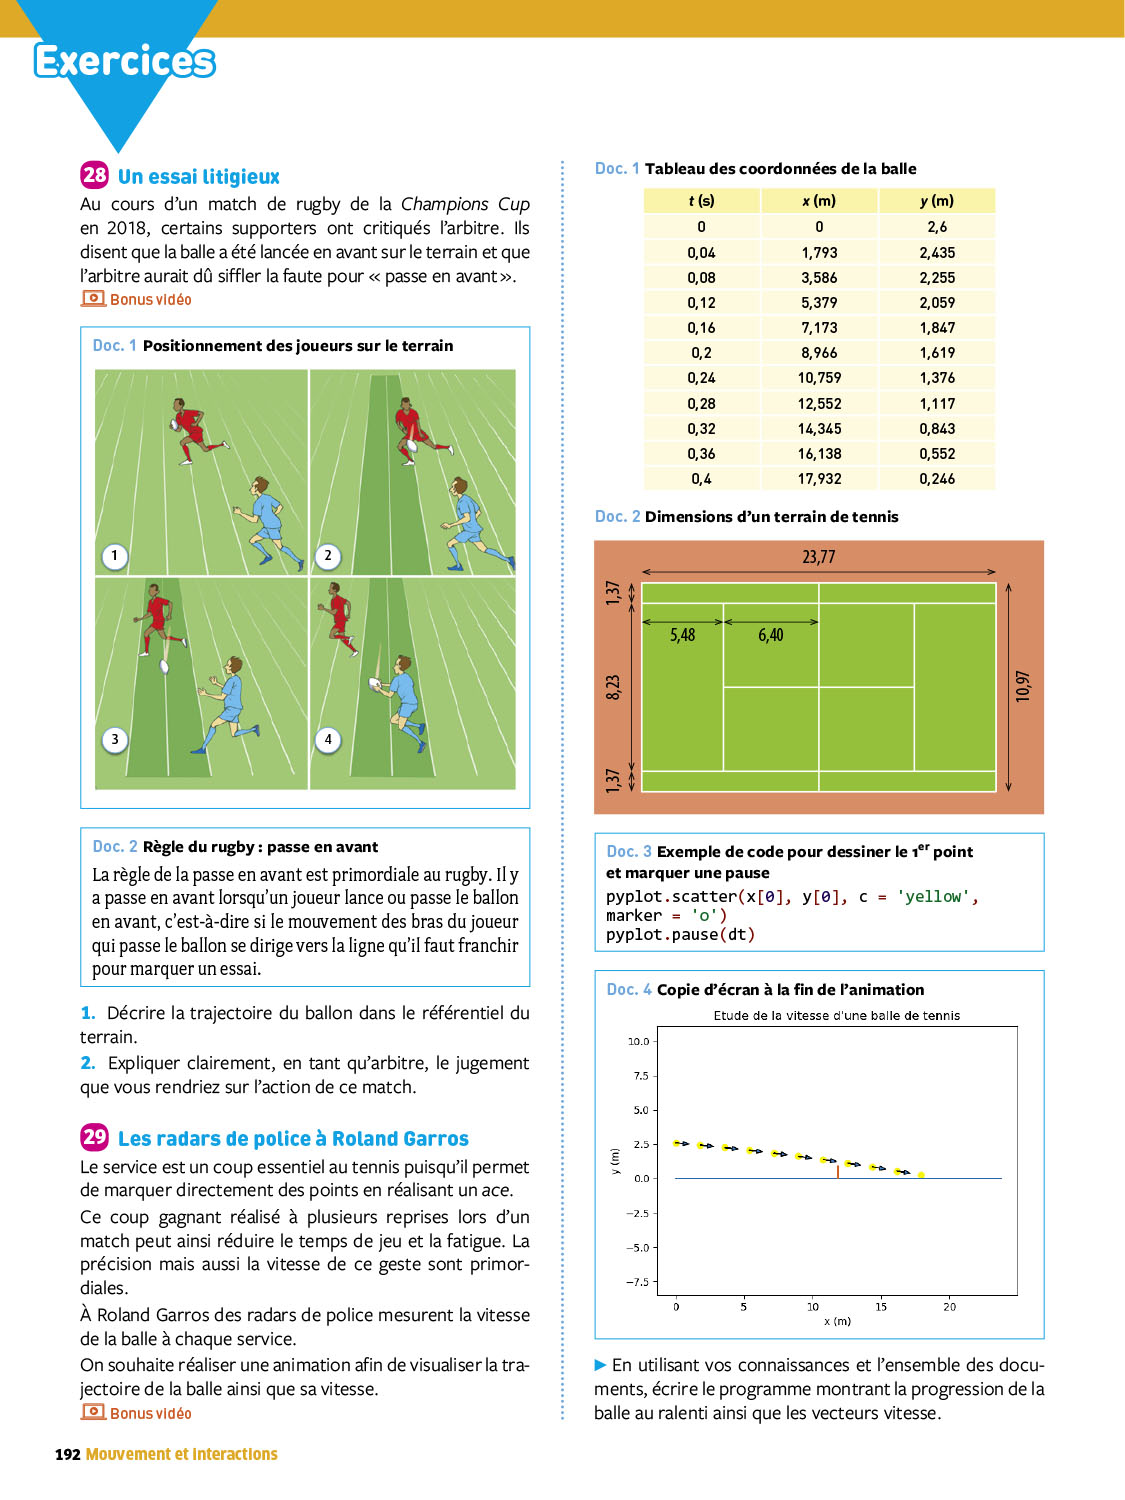 Exercices
28 Un essai litigieux
Au cours d’un match de rugby de la Champions Cup
en 2018, certains supporters ont critiqués l’arbitre. Ils
disent que la balle a été lancée en avant sur le terrain et que
l’arbitre aurait dû siffler la faute pour « passe en avant ».
Bonus vidéo
Doc. 1 Positionnement des joueurs sur le terrain
1
2
3
4
Doc. 2 Règle du rugby : passe en avant
La règle de la passe en avant est primordiale au rugby. Il y
a passe en avant lorsqu’un joueur lance ou passe le ballon
en avant, c’est-à-dire si le mouvement des bras du joueur
qui passe le ballon se dirige vers la ligne qu’il faut franchir
pour marquer un essai.
1. Décrire la trajectoire du ballon dans le référentiel du
terrain.
2. Expliquer clairement, en tant qu’arbitre, le jugement
que vous rendriez sur l’action de ce match.
29 Les radars de police à Roland Garros
Le service est un coup essentiel au tennis puisqu’il permet
de marquer directement des points en réalisant un ace.
Ce coup gagnant réalisé à plusieurs reprises lors d’un
match peut ainsi réduire le temps de jeu et la fatigue. La
précision mais aussi la vitesse de ce geste sont primor-
diales.
À Roland Garros des radars de police mesurent la vitesse
de la balle à chaque service.
On souhaite réaliser une animation afin de visualiser la tra-
jectoire de la balle ainsi que sa vitesse.
Bonus vidéo
Doc. 1 Tableau des coordonnées de la balle
t (s) x (m) y (m)
0 0 2,6
0,04 1,793 2,435
0,08 3,586 2,255
0,12 5,379 2,059
0,16 7,173 1,847
0,2 8,966 1,619
0,24 10,759 1,376
0,28 12,552 1,117
0,32 14,345 0,843
0,36 16,138 0,552
0,4 17,932 0,246
Doc. 2 Dimensions d’un terrain de tennis
23,77
1,37
5,48 6,40
8,23
10,97
1,37
Doc. 3 Exemple de code pour dessiner le 1er point
et marquer une pause
pyplot.scatter(x[0], y[0], c = 'yellow',
marker = 'o')
pyplot.pause(dt)
Doc. 4 Copie d’écran à la fin de l’animation
Etude de la vitesse d'une balle de tennis
10.0
7.5
5.0
2.5
0.0
−2.5
−5.0
−7.5
y (m)
0 5 10 15 20
x (m)
► En utilisant vos connaissances et l’ensemble des docu-
ments, écrire le programme montrant la progression de la
balle au ralenti ainsi que les vecteurs vitesse.
192 Mouvement et interactions